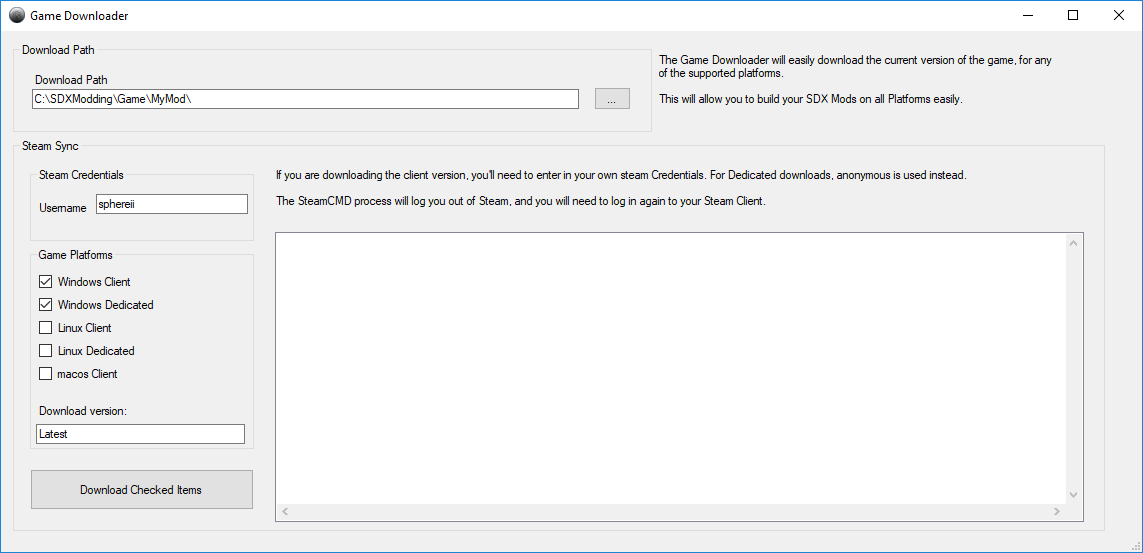 Game Downloader
Download Path
Download Path
C:\SDXModding\Game\MyMod\
...
The Game Downloader will easily download the current version of the game, for any
of the supported platforms.
This will allow you to build your SDX Mods on all Platforms easily.
Steam Sync
Steam Credentials
Username
sphereii
If you are downloading the client version, you'll need to enter in your own steam Credentials. For Dedicated downloads, anonymous is used instead.
The SteamCMD process will log you out of Steam, and you will need to log in again to your Steam Client.
Game Platforms
Windows Client
Windows Dedicated
Linux Client
Linux Dedicated
macos Client
Download version:
Latest
Download Checked Items